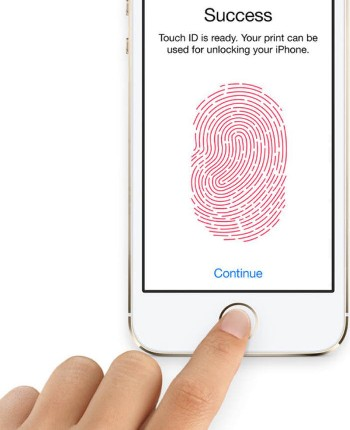 Success
Touch ID is ready. Your print can be
used for unlocking your iPhone.
Continue